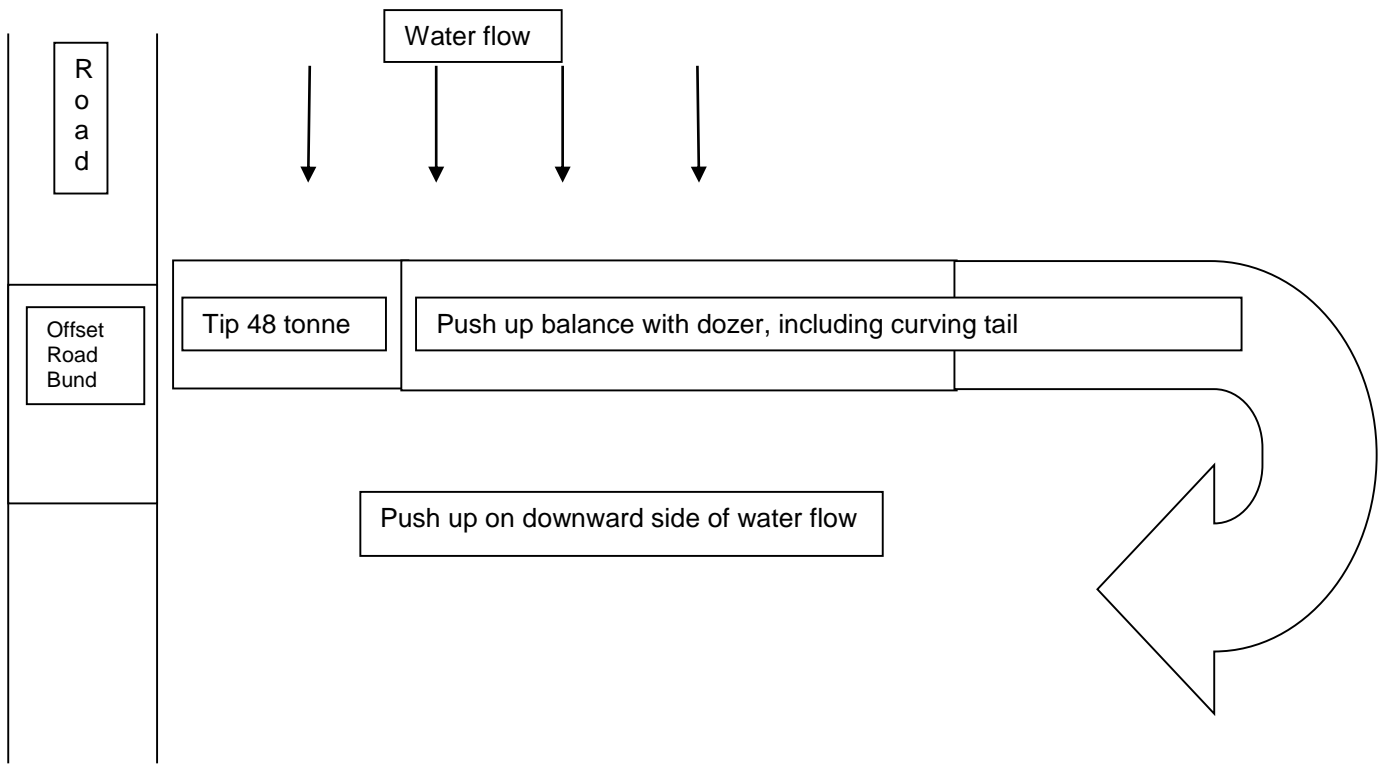 Water flow
R
o
a
d
Offset
Road
Bund
Tip 48 tonne
Push up balance with dozer, including curving tail
Push up on downward side of water flow